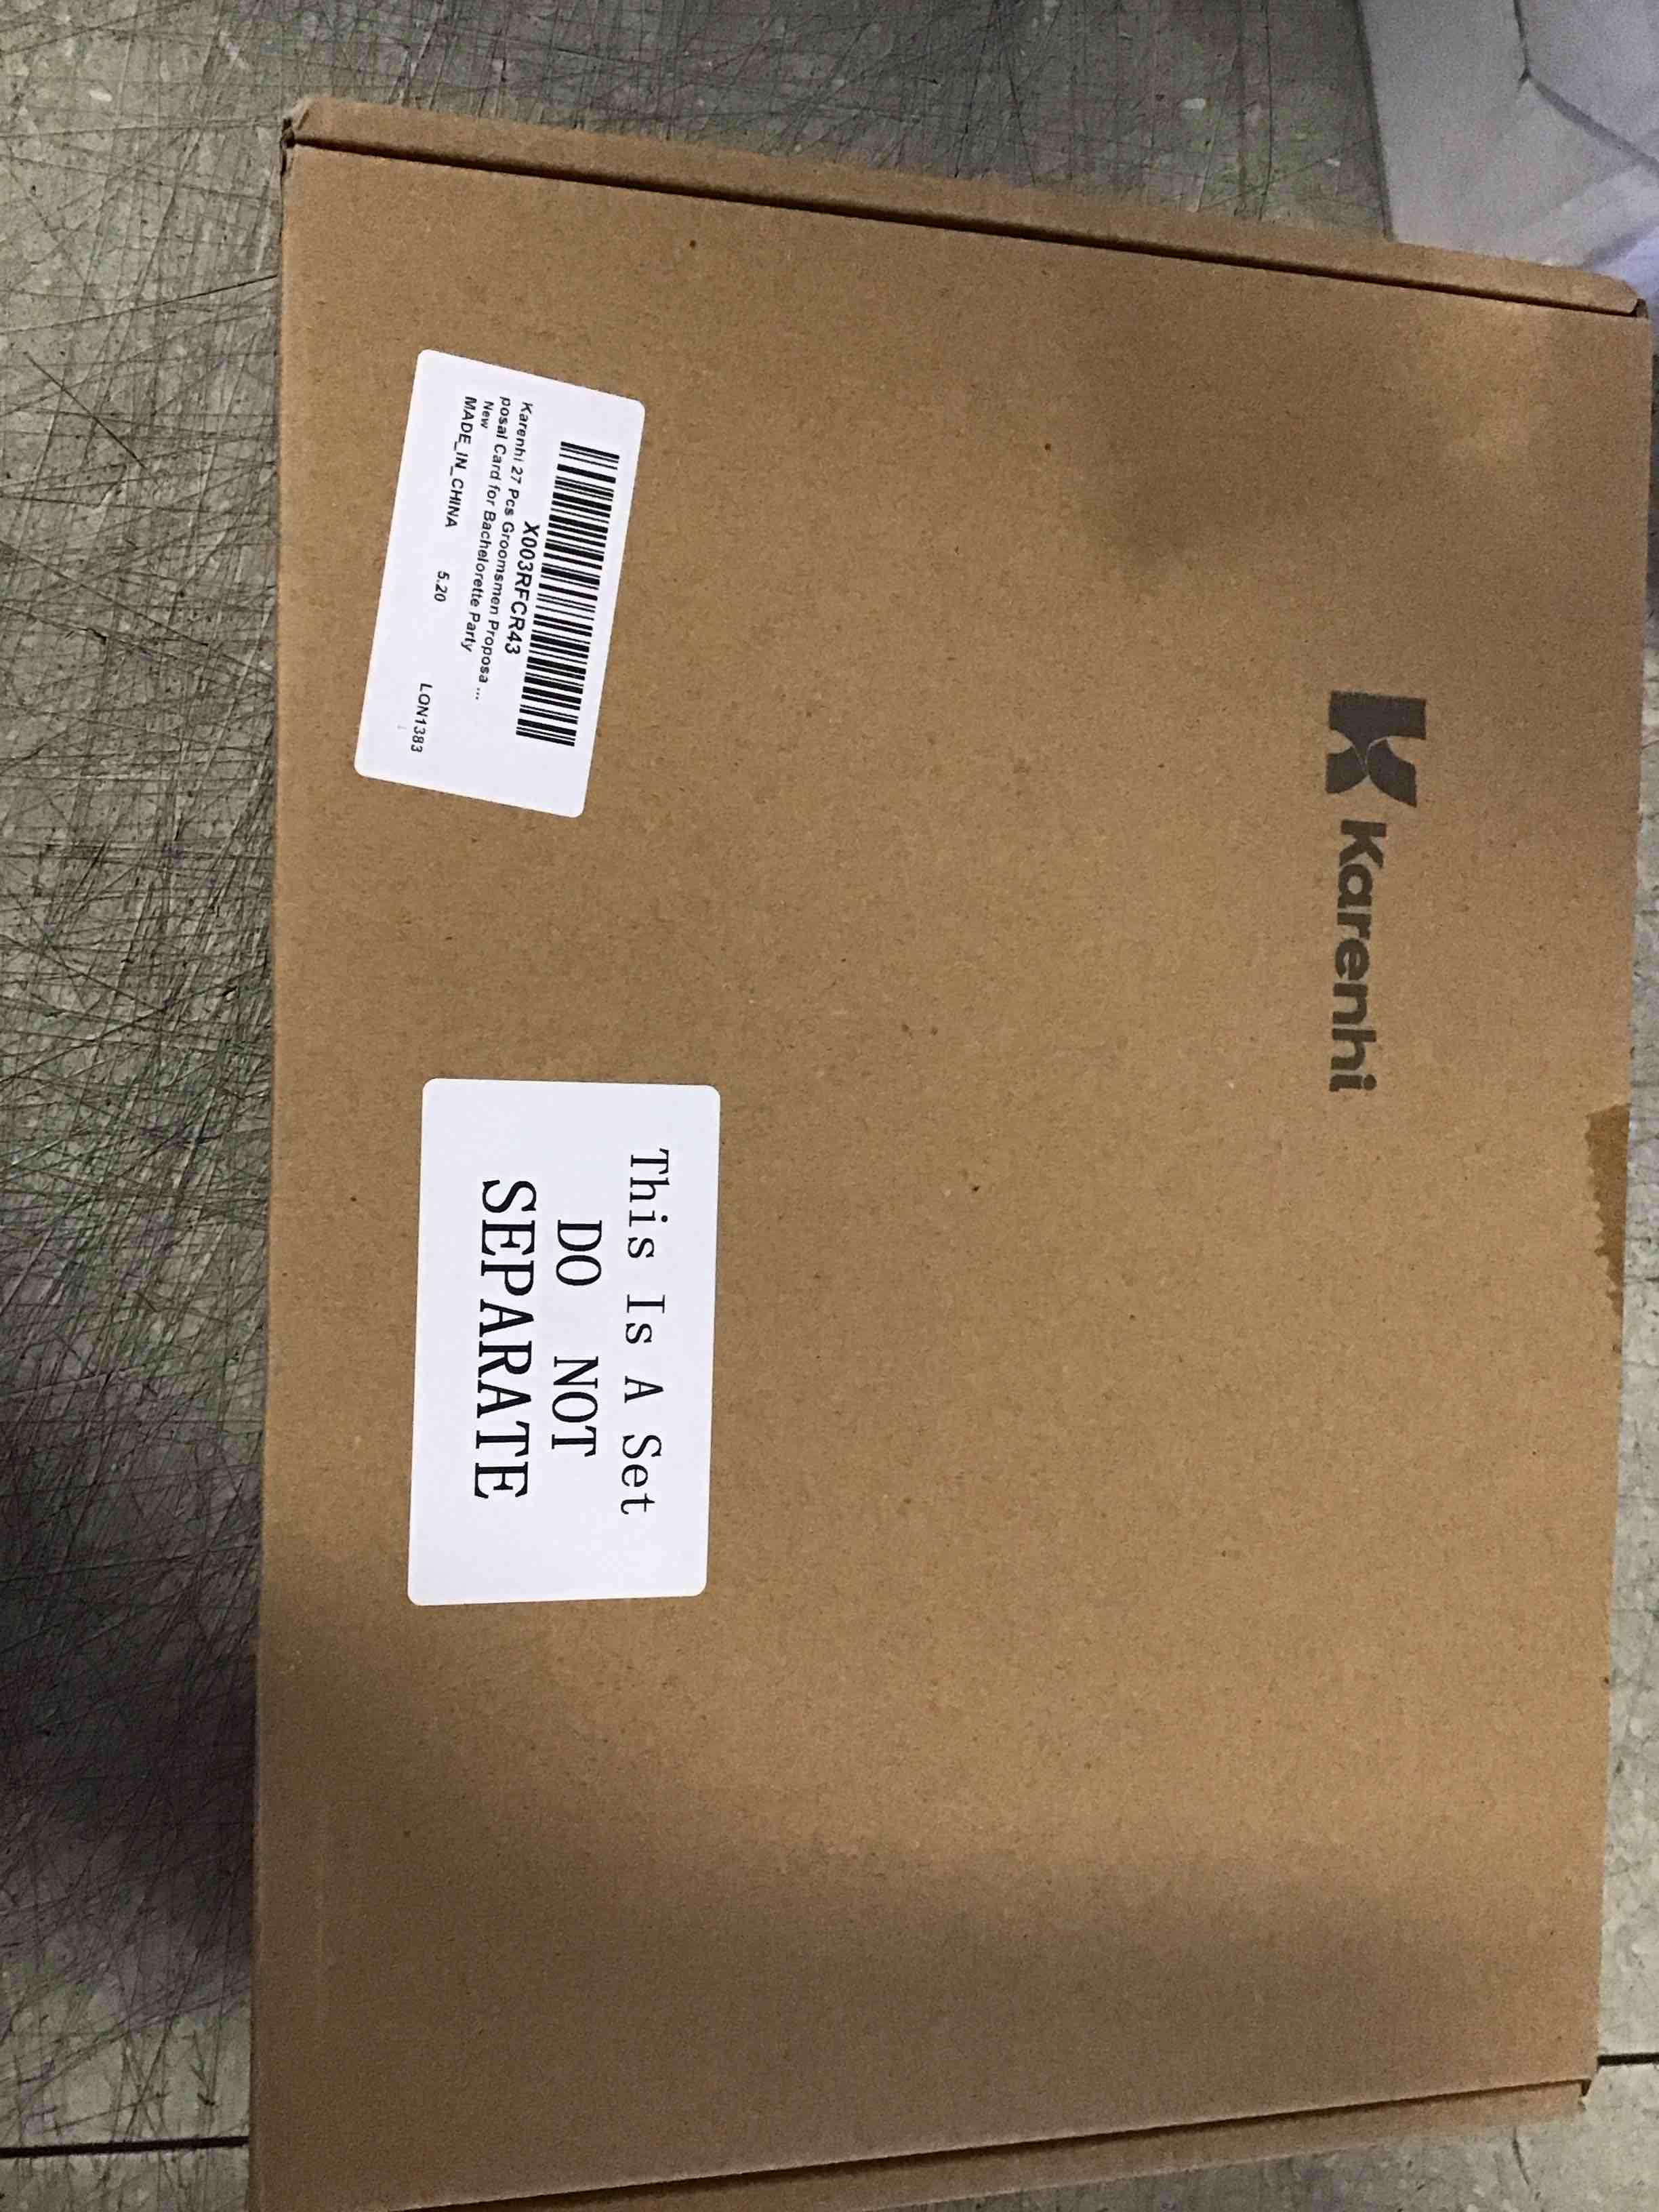 Karenhi
X003RFCR43
Karenhi 27 Pcs Groomsmen Proposa ...
posal Card for Bachelorette Party
New
MADE_IN_CHINA 5.20 LQN1383
This Is A Set
DO NOT
SEPARATE